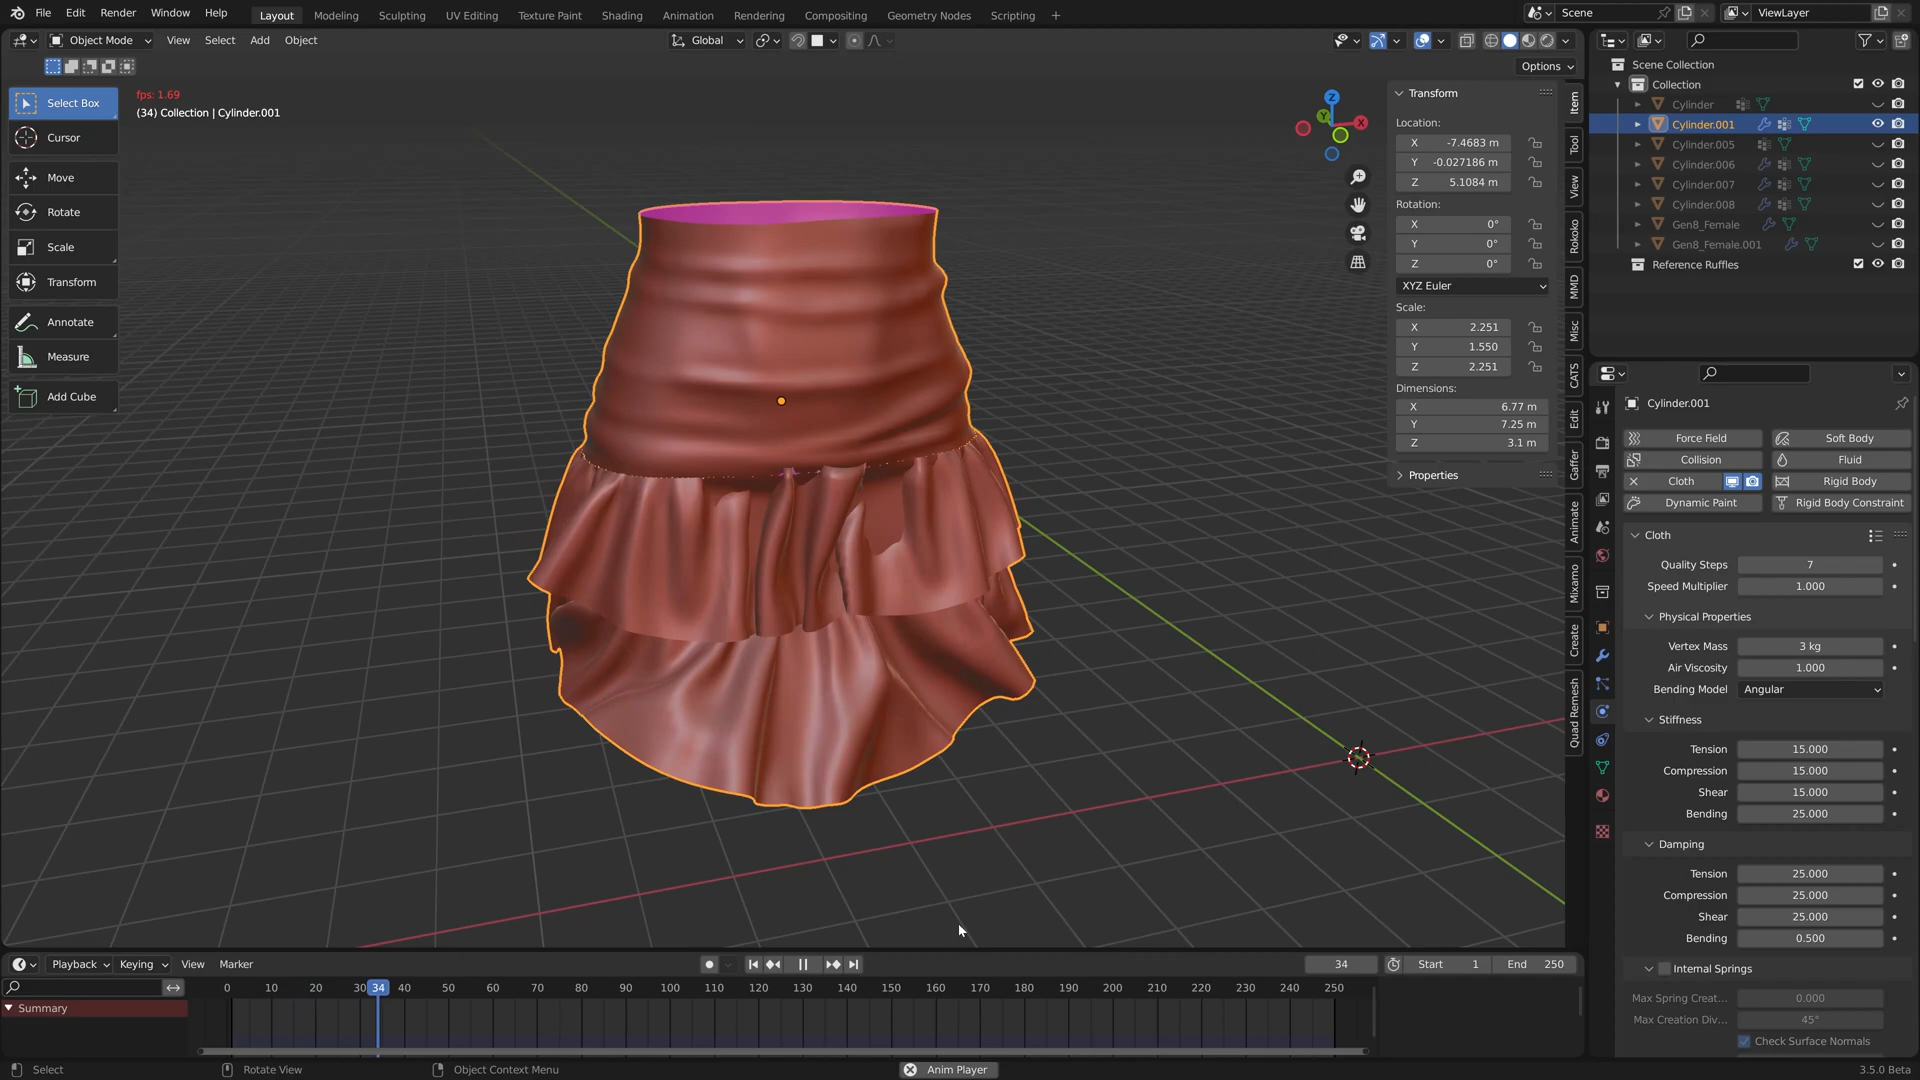 File Edit Render Window Help Layout Modeling Sculpting UV Editing Texture Paint Shading Animation Rendering Compositing Geometry Nodes Scripting + Scene ViewLayer
Object Mode View Select Add Object Global
Options
Select Box
Cursor
Move
Rotate
Scale
Transform
Annotate
Measure
Add Cube
fps: 1.69
(34) Collection | Cylinder.001
Z
Y
X
Transform
Location:
X -7.4683 m
Y -0.027186 m
Z 5.1084 m
Rotation:
X 0°
Y 0°
Z 0°
XYZ Euler
Scale:
X 2.251
Y 1.550
Z 2.251
Dimensions:
X 6.77 m
Y 7.25 m
Z 3.1 m
Properties
Item
Tool
View
Rokoko
MMD
Misc
CATS
Edit
Gaffer
Animate
Mixamo
Create
Quad Remesh
Scene Collection
Collection
Cylinder
Cylinder.001
Cylinder.005
Cylinder.006
Cylinder.007
Cylinder.008
Gen8_Female
Gen8_Female.001
Reference Ruffles
Cylinder.001
Force Field Soft Body
Collision Fluid
Cloth Rigid Body
Dynamic Paint Rigid Body Constraint
Cloth
Quality Steps 7
Speed Multiplier 1.000
Physical Properties
Vertex Mass 3 kg
Air Viscosity 1.000
Bending Model Angular
Stiffness
Tension 15.000
Compression 15.000
Shear 15.000
Bending 25.000
Damping
Tension 25.000
Compression 25.000
Shear 25.000
Bending 0.500
Internal Springs
Max Spring Creat... 0.000
Max Creation Div... 45°
Check Surface Normals
Playback Keying View Marker 34 Start 1 End 250
0 10 20 30 34 40 50 60 70 80 90 100 110 120 130 140 150 160 170 180 190 200 210 220 230 240 250
Summary
Select Rotate View Object Context Menu Anim Player 3.5.0 Beta